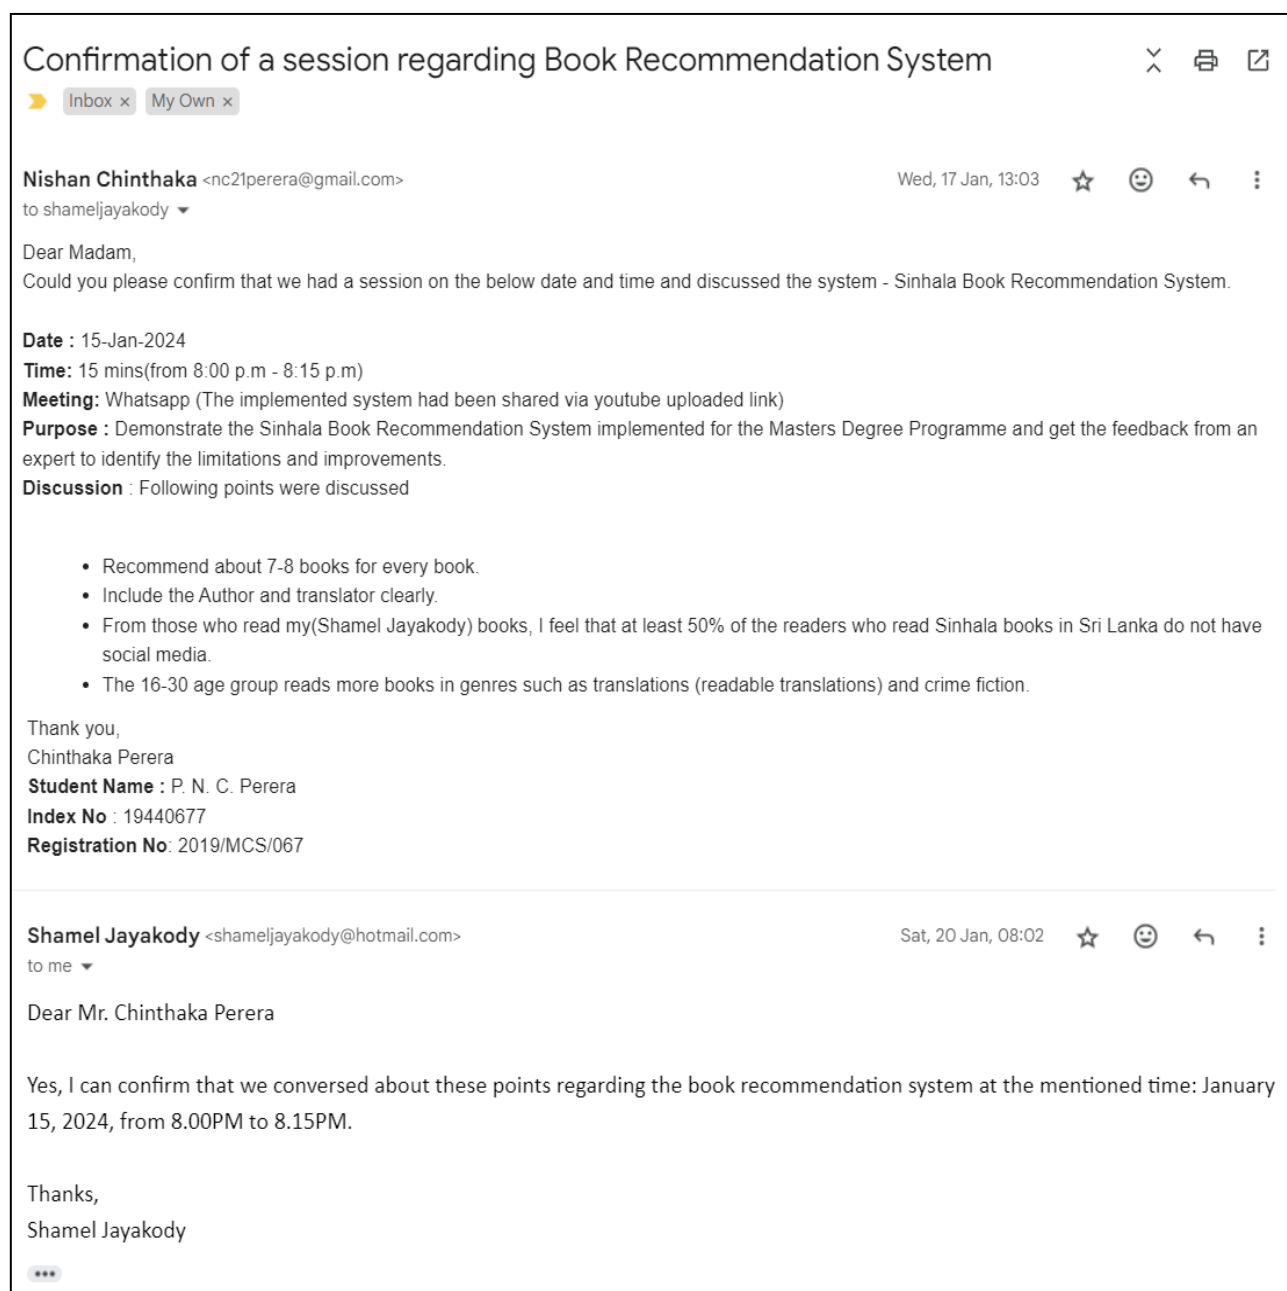 Confirmation of a session regarding Book Recommendation System
Inbox × My Own ×
Nishan Chinthaka <nc21perera@gmail.com> Wed, 17 Jan, 13:03
to shameljayakody
Dear Madam,
Could you please confirm that we had a session on the below date and time and discussed the system - Sinhala Book Recommendation System.
Date : 15-Jan-2024
Time: 15 mins(from 8:00 p.m - 8:15 p.m)
Meeting: Whatsapp (The implemented system had been shared via youtube uploaded link)
Purpose : Demonstrate the Sinhala Book Recommendation System implemented for the Masters Degree Programme and get the feedback from an
expert to identify the limitations and improvements.
Discussion : Following points were discussed
• Recommend about 7-8 books for every book.
• Include the Author and translator clearly.
• From those who read my(Shamel Jayakody) books, I feel that at least 50% of the readers who read Sinhala books in Sri Lanka do not have
social media.
• The 16-30 age group reads more books in genres such as translations (readable translations) and crime fiction.
Thank you,
Chinthaka Perera
Student Name : P. N. C. Perera
Index No : 19440677
Registration No: 2019/MCS/067
Shamel Jayakody <shameljayakody@hotmail.com> Sat, 20 Jan, 08:02
to me
Dear Mr. Chinthaka Perera
Yes, I can confirm that we conversed about these points regarding the book recommendation system at the mentioned time: January
15, 2024, from 8.00PM to 8.15PM.
Thanks,
Shamel Jayakody